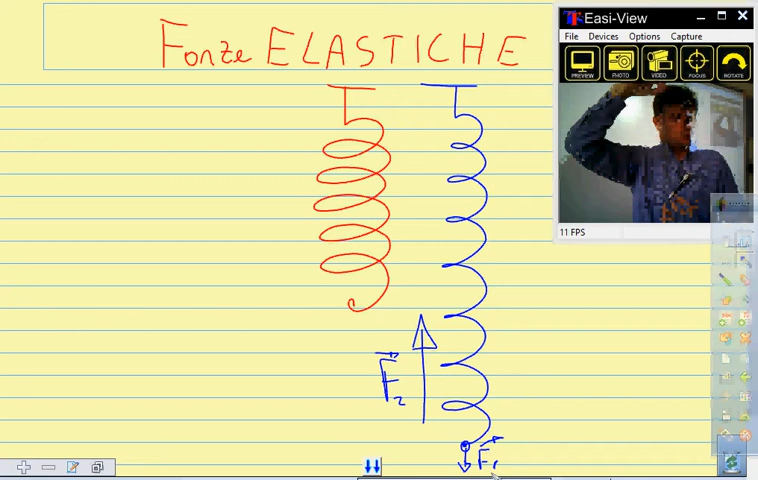 Forze ELASTICHE
Easi-View
File Devices Options Capture
PREVIEW PHOTO VIDEO FOCUS ROTATE
11 FPS
F₂
F₁